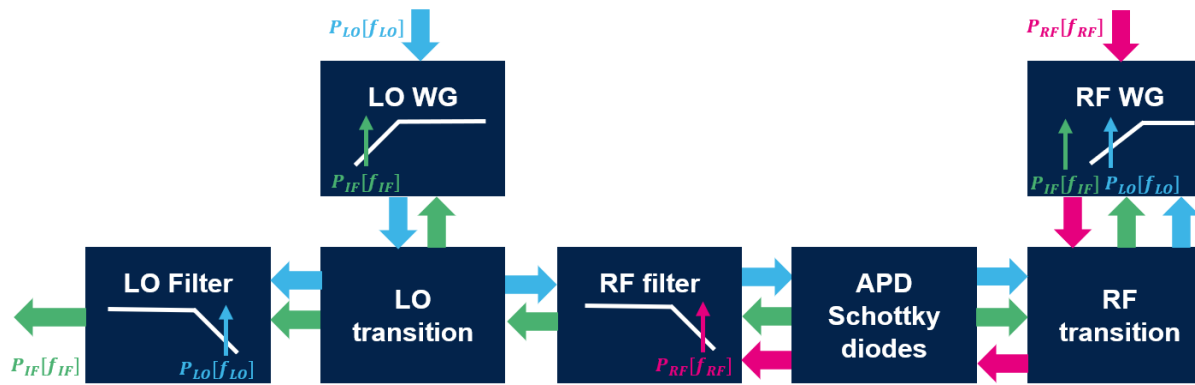 P_LO[f_LO]
P_RF[f_RF]
LO WG
P_IF[f_IF]
RF WG
P_IF[f_IF] P_LO[f_LO]
LO Filter
P_LO[f_LO]
LO
transition
RF filter
P_RF[f_RF]
APD
Schottky
diodes
RF
transition
P_IF[f_IF]